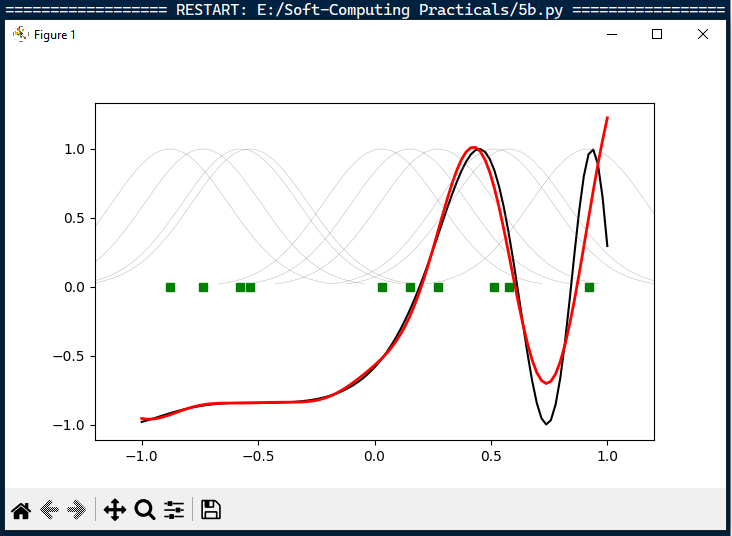 ================== RESTART: E:/Soft-Computing Practicals/5b.py =================
Figure 1
1.0
0.5
0.0
−0.5
−1.0
−1.0 −0.5 0.0 0.5 1.0